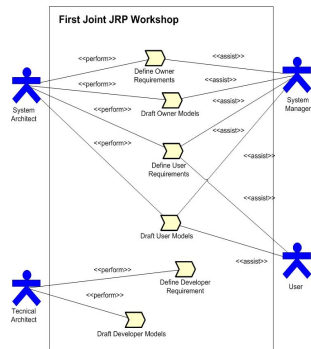 First Joint JRP Workshop
<<perform>>
<<assist>>
Define Owner
Requirements
<<perform>>
<<assist>>
System
Architect
System
Manager
Draft Owner Models
<<perform>>
<<assist>>
Define User
Requirements
<<perform>>
<<assist>>
<<assist>>
Draft User Models
<<assist>>
User
<<perform>>
Define Developer
Requirement
<<perform>>
Tecnical
Architect
Draft Developer Models